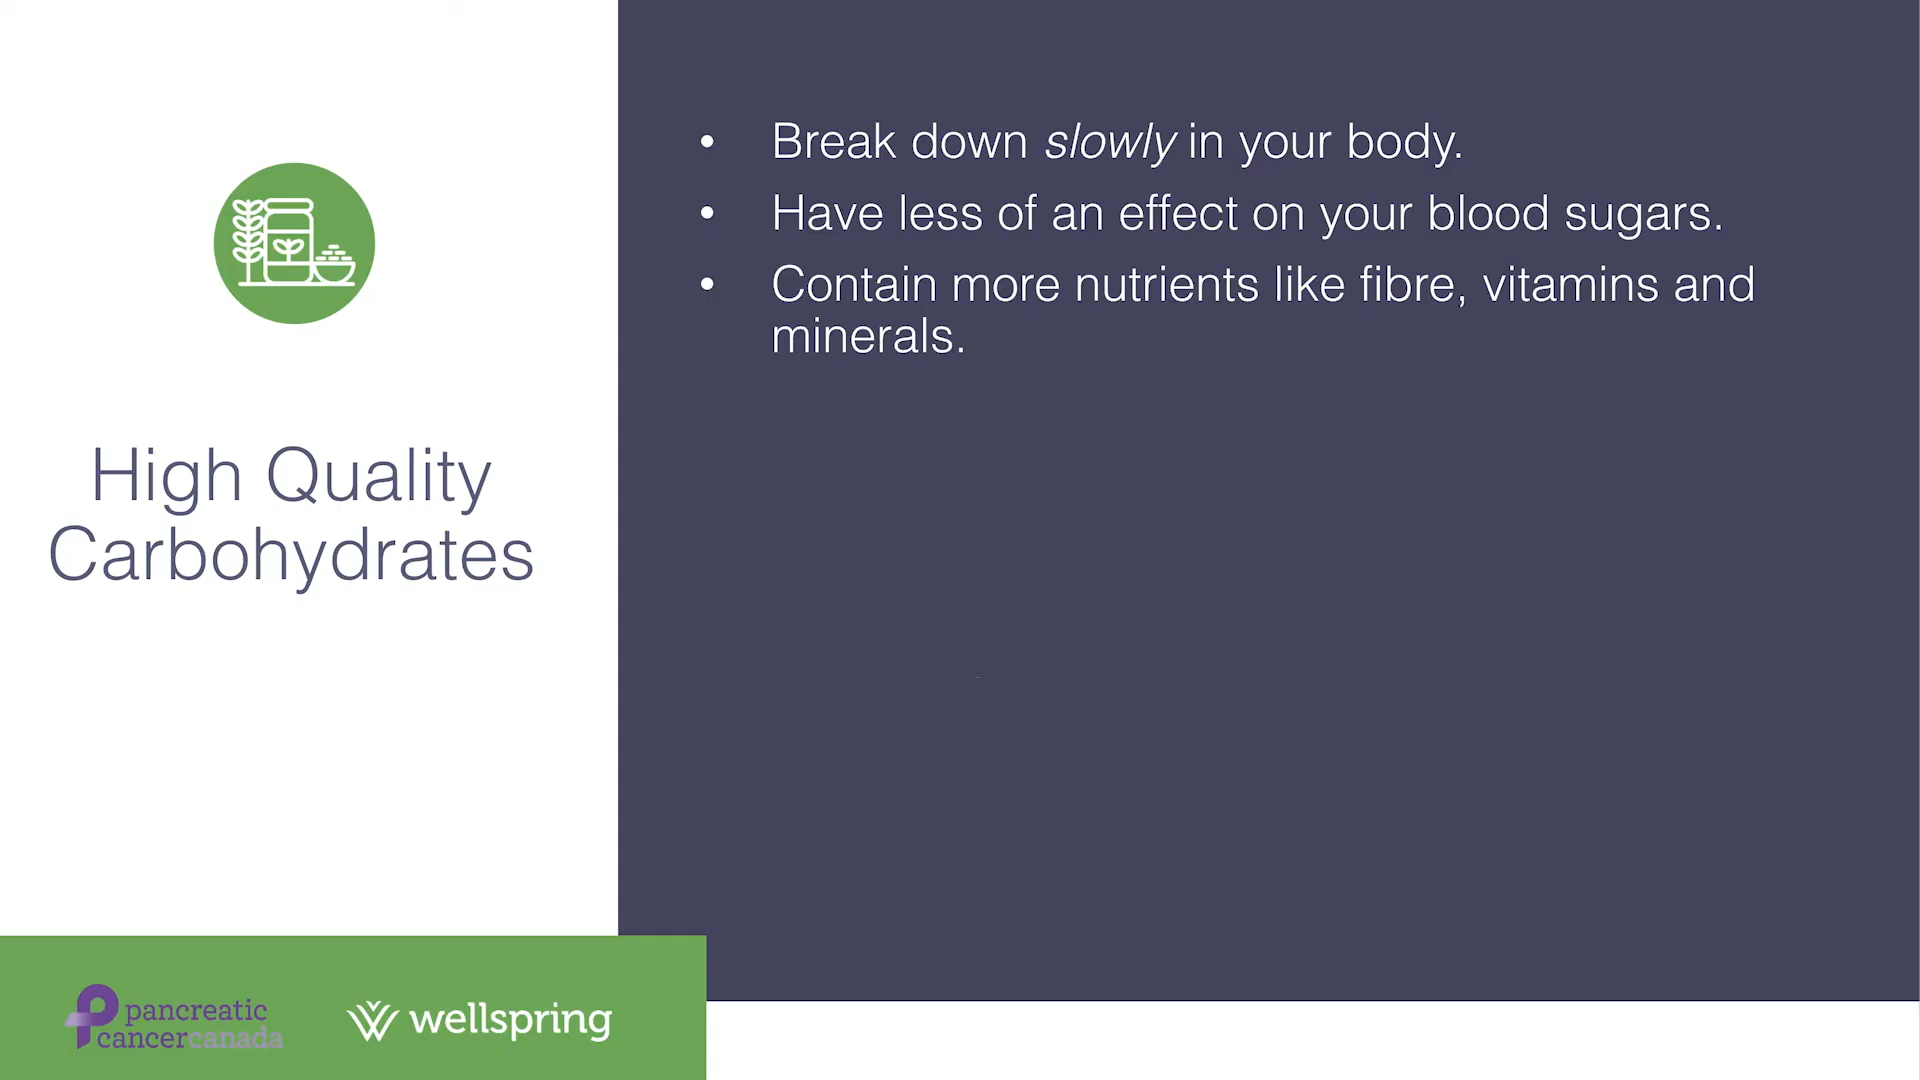 High Quality
Carbohydrates
• Break down slowly in your body.
• Have less of an effect on your blood sugars.
• Contain more nutrients like fibre, vitamins and
minerals.
pancreatic
cancercanada
wellspring